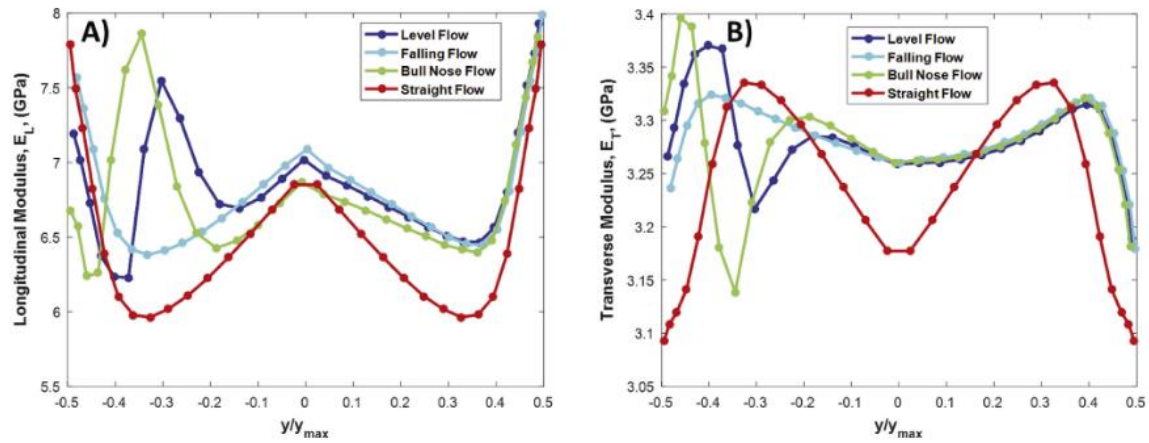 A)
Level Flow
Falling Flow
Bull Nose Flow
Straight Flow
8
7.5
7
6.5
6
5.5
Longitudinal Modulus, E_L, (GPa)
-0.5 -0.4 -0.3 -0.2 -0.1 0 0.1 0.2 0.3 0.4 0.5
y/y_max
B)
Level Flow
Falling Flow
Bull Nose Flow
Straight Flow
3.4
3.35
3.3
3.25
3.2
3.15
3.1
3.05
Transverse Modulus, E_T, (GPa)
-0.5 -0.4 -0.3 -0.2 -0.1 0 0.1 0.2 0.3 0.4 0.5
y/y_max